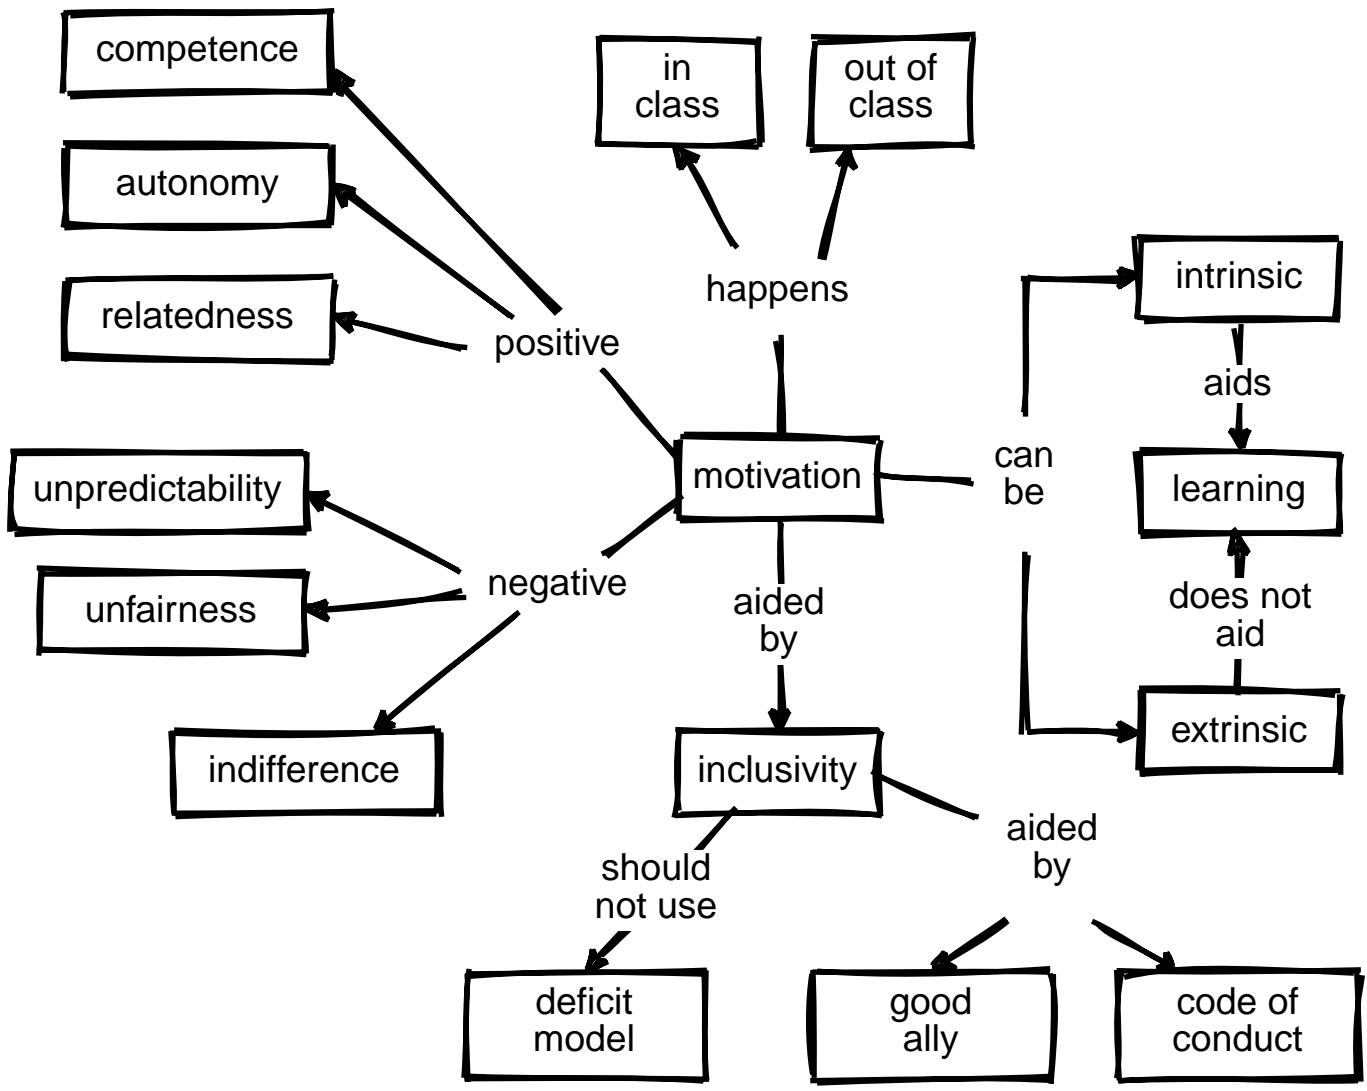 competence
in
class
out of
class
autonomy
intrinsic
happens
relatedness
positive
aids
can
be
motivation
unpredictability
learning
negative
unfairness
aided
by
does not
aid
extrinsic
indifference
inclusivity
aided
by
should
not use
deficit
model
good
ally
code of
conduct